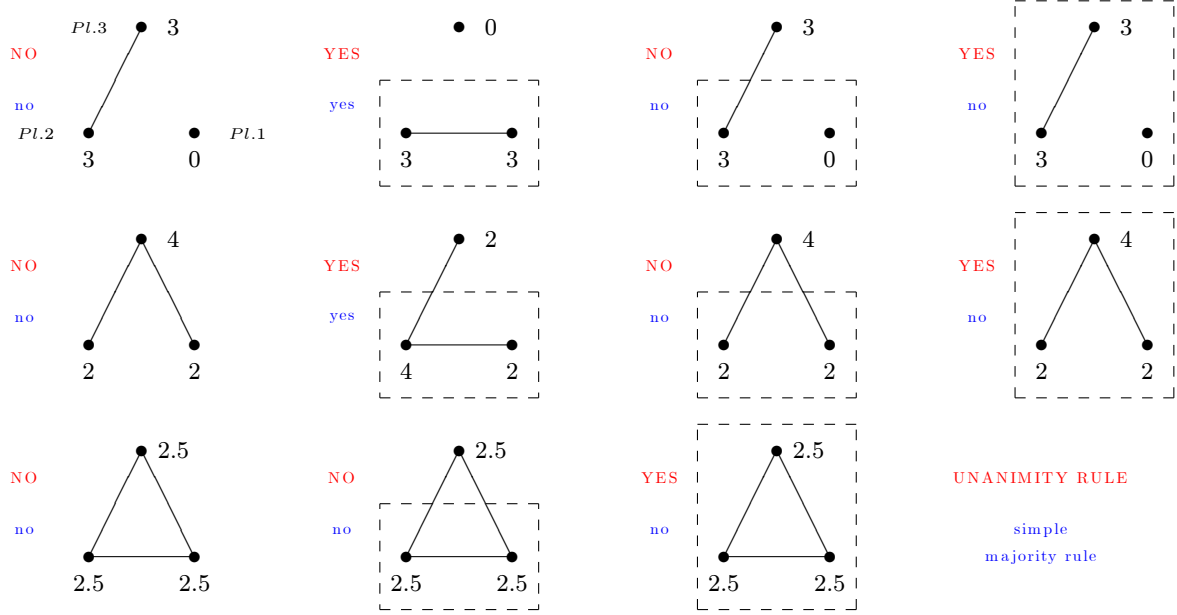 Pl.3 3 0 3 3
NO YES NO YES
no yes no no
Pl.2 Pl.1
3 0 3 3 3 0 3 0
4 2 4 4
NO YES NO YES
no yes no no
2 2 4 2 2 2 2 2
2.5 2.5 2.5
NO NO YES UNANIMITY RULE
no no no simple
majority rule
2.5 2.5 2.5 2.5 2.5 2.5